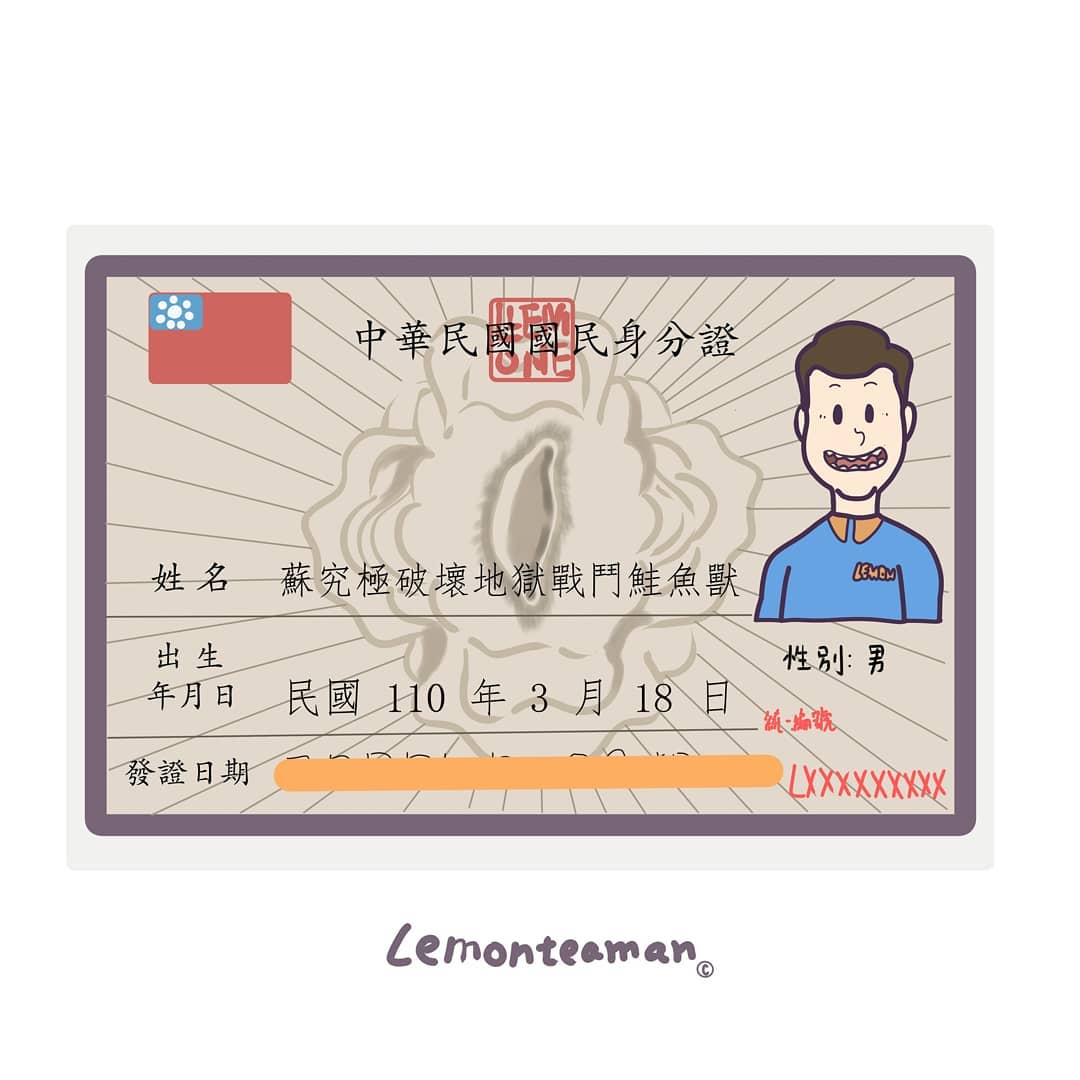 中華民國國民身分證
LEM
ONE
姓名 蘇究極破壞地獄戰鬥鮭魚獸
LEMON
性別: 男
出生
年月日 民國 110 年 3 月 18 日
統一編號
發證日期
LXXXXXXXXX
Lemonteaman©